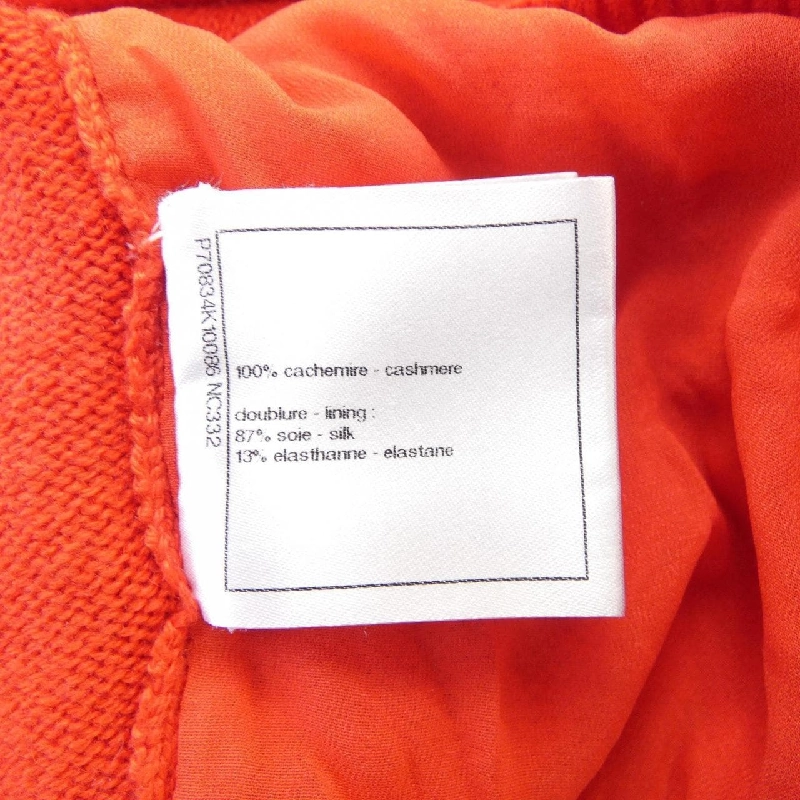 P70834K10086 NC332
100% cachemire - cashmere
doublure - lining :
87% soie - silk
13% elasthanne - elastane